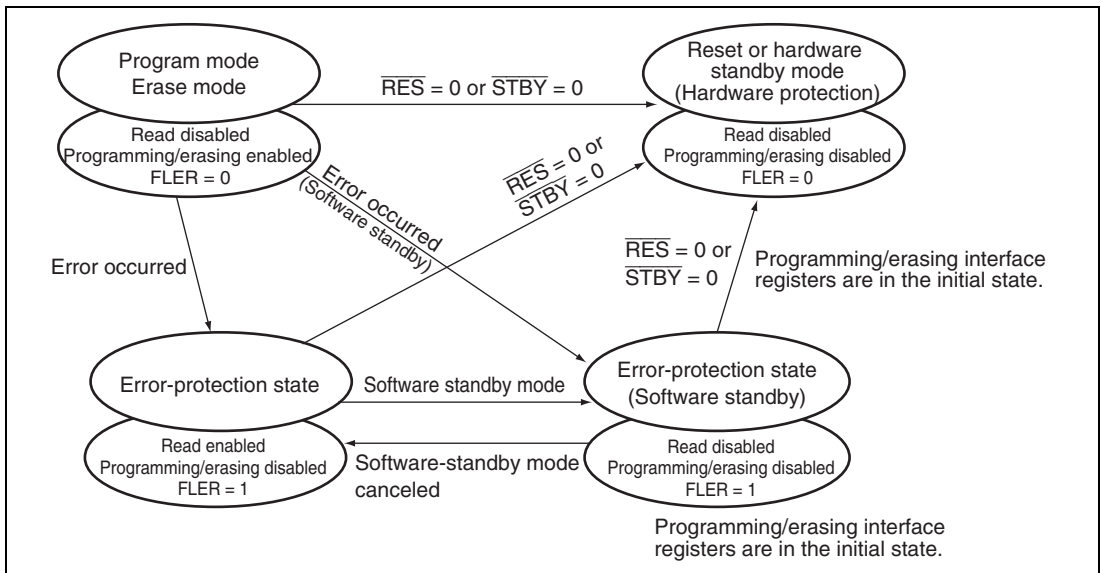 Program mode
Erase mode
Read disabled
Programming/erasing enabled
FLER = 0
RES = 0 or STBY = 0
Reset or hardware
standby mode
(Hardware protection)
Read disabled
Programming/erasing disabled
FLER = 0
Error occurred
(Software standby)
RES = 0 or
STBY = 0
Error occurred
RES = 0 or
STBY = 0
Programming/erasing interface
registers are in the initial state.
Error-protection state
Read enabled
Programming/erasing disabled
FLER = 1
Software standby mode
Software-standby mode
canceled
Error-protection state
(Software standby)
Read disabled
Programming/erasing disabled
FLER = 1
Programming/erasing interface
registers are in the initial state.